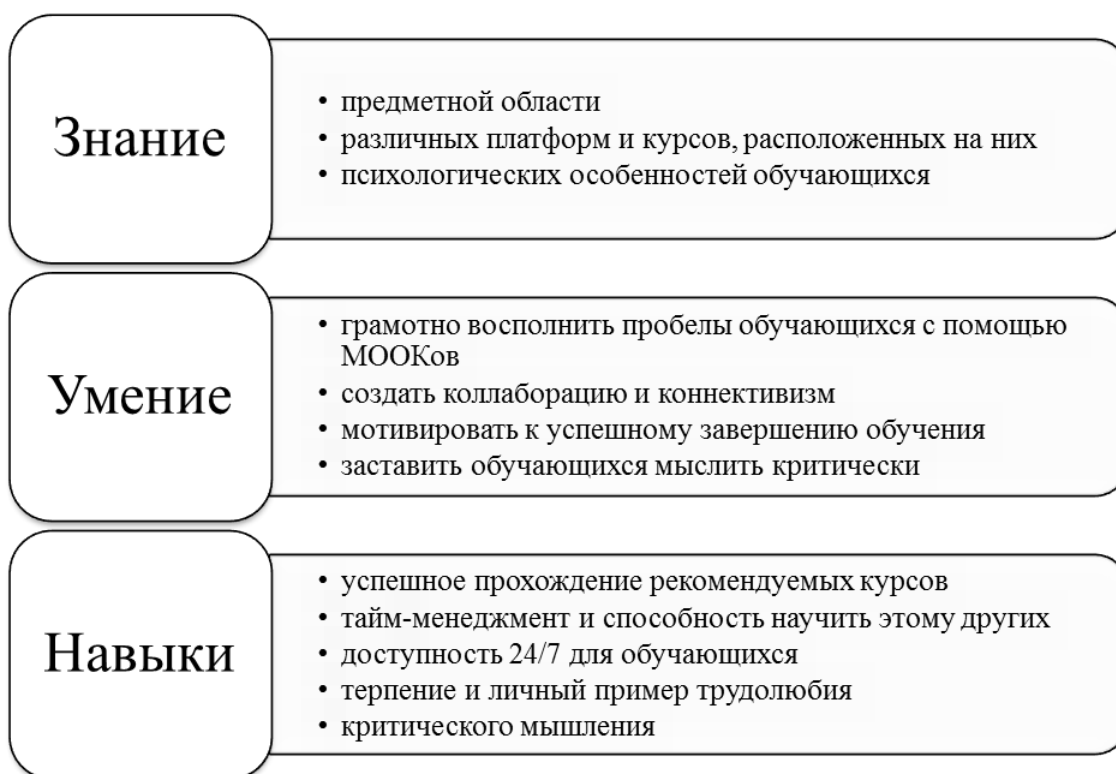 Знание
• предметной области
• различных платформ и курсов, расположенных на них
• психологических особенностей обучающихся
Умение
• грамотно восполнить пробелы обучающихся с помощью
МООКов
• создать коллаборацию и коннективизм
• мотивировать к успешному завершению обучения
• заставить обучающихся мыслить критически
Навыки
• успешное прохождение рекомендуемых курсов
• тайм-менеджмент и способность научить этому других
• доступность 24/7 для обучающихся
• терпение и личный пример трудолюбия
• критического мышления